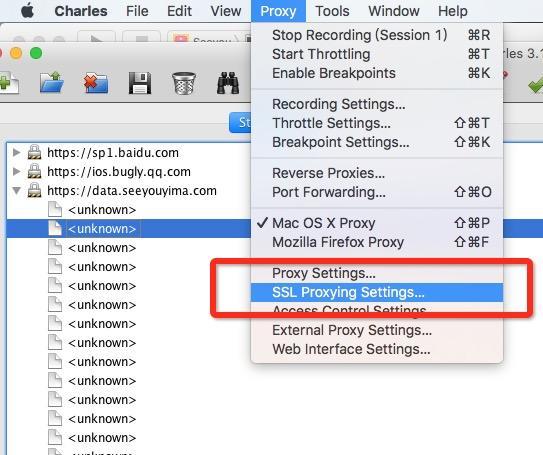 Charles File Edit View Proxy Tools Window Help
Stop Recording (Session 1) ⌘R
Start Throttling ⌘T
Enable Breakpoints ⌘K
Recording Settings...
Throttle Settings... ⇧⌘T
Breakpoint Settings... ⇧⌘K
Reverse Proxies...
Port Forwarding... ⇧⌘O
✓ Mac OS X Proxy ⇧⌘P
Mozilla Firefox Proxy ⇧⌘F
Proxy Settings...
SSL Proxying Settings...
Access Control Settings
External Proxy Settings...
Web Interface Settings...
Seeyou
rles 3.1
St
https://sp1.baidu.com
https://ios.bugly.qq.com
https://data.seeyouyima.com
<unknown>
<unknown>
<unknown>
<unknown>
<unknown>
<unknown>
<unknown>
<unknown>
<unknown>
<unknown>
<unknown>
<unknown>
<unknown>